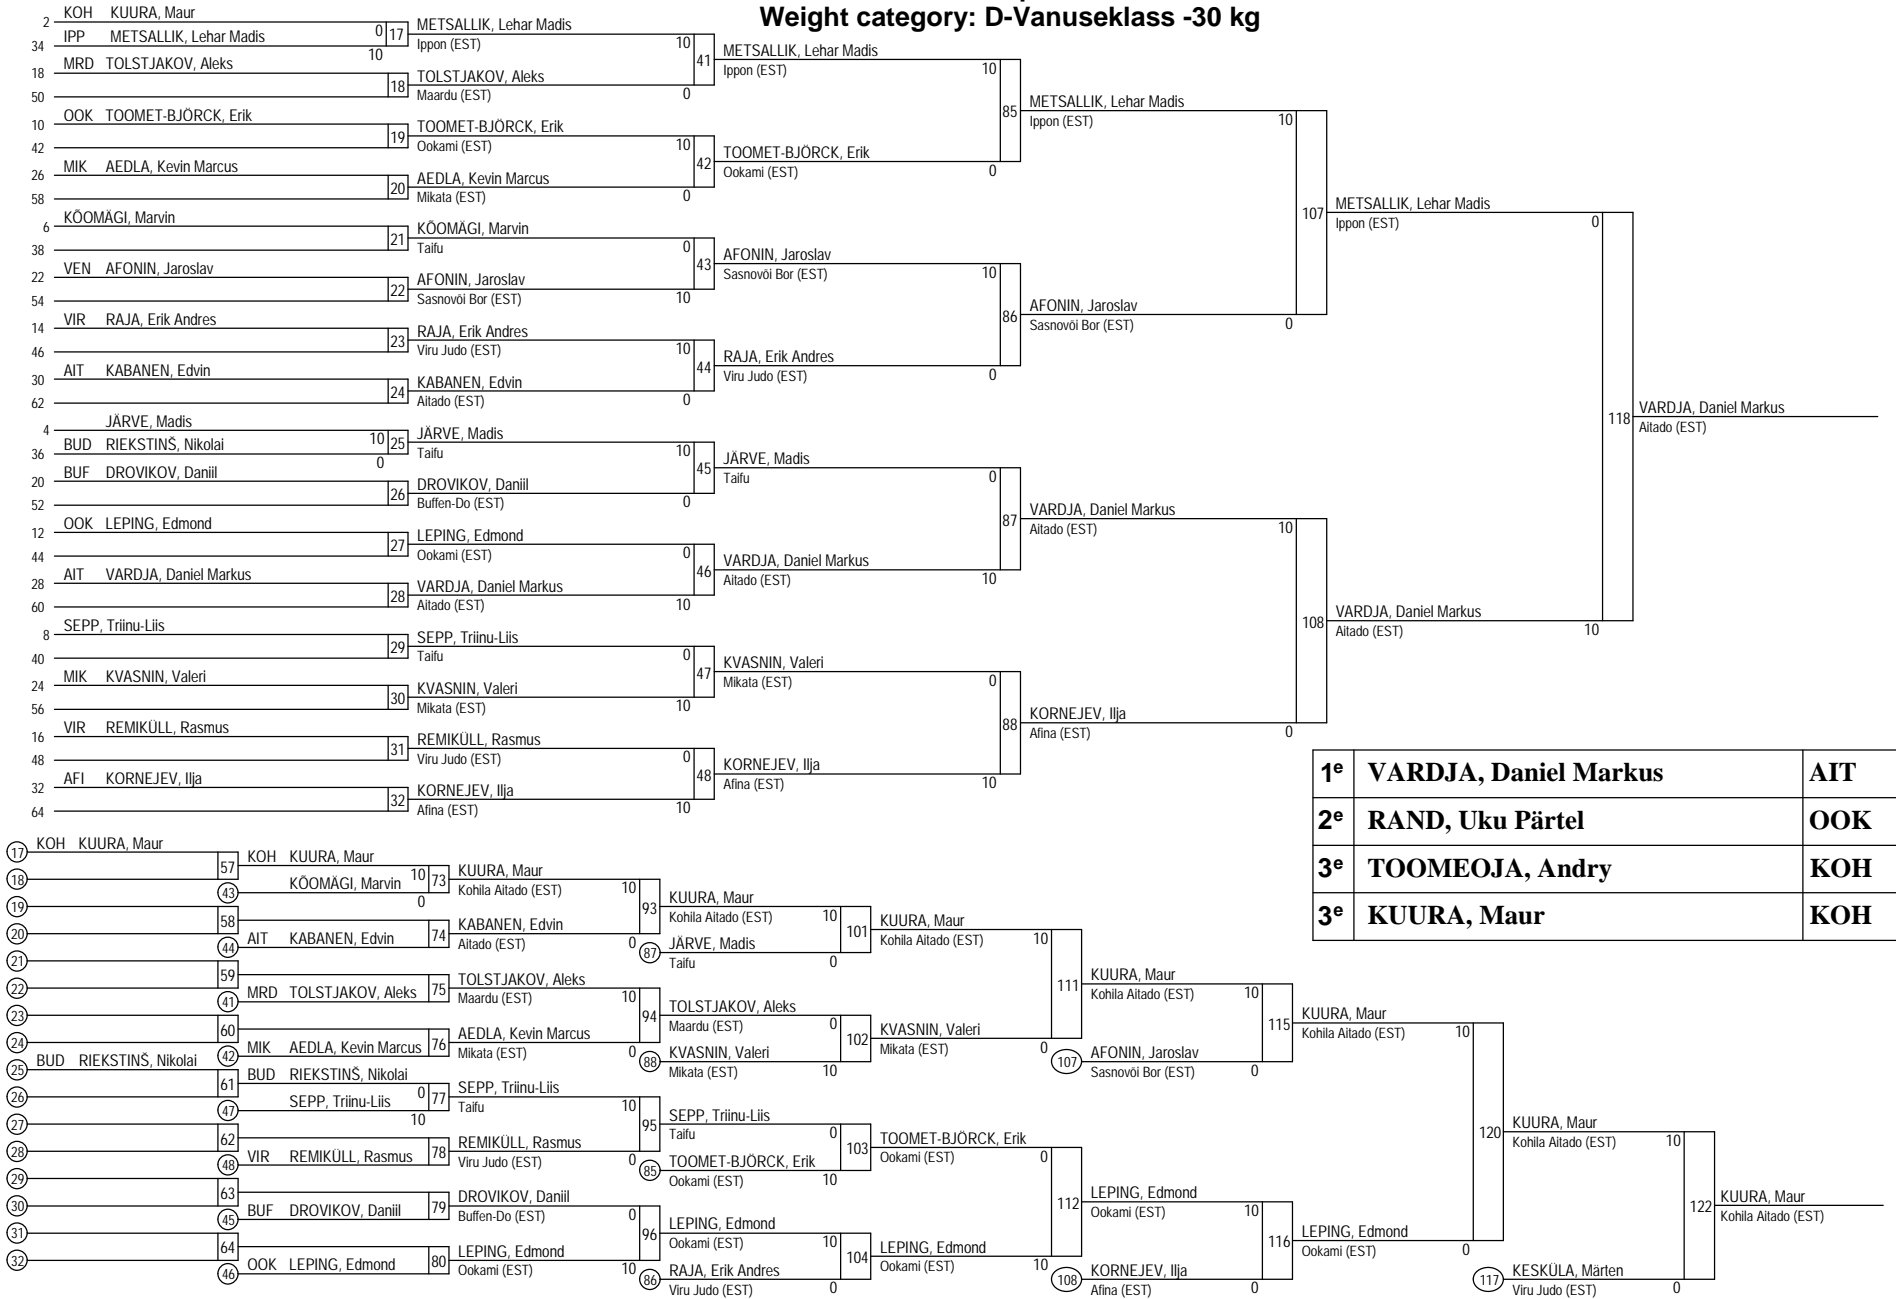 Weight category: D-Vanuseklass -30 kg
2 KOH KUURA, Maur
34 IPP METSALLIK, Lehar Madis
0 17 10
18 MRD TOLSTJAKOV, Aleks
50 18
10 OOK TOOMET-BJÖRCK, Erik
42 19
26 MIK AEDLA, Kevin Marcus
58 20
6 KÕOMÄGI, Marvin
38 21
22 VEN AFONIN, Jaroslav
54 22
14 VIR RAJA, Erik Andres
46 23
30 AIT KABANEN, Edvin
62 24
4 JÄRVE, Madis
36 BUD RIEKSTINŠ, Nikolai
10 25 0
20 BUF DROVIKOV, Daniil
52 26
12 OOK LEPING, Edmond
44 27
28 AIT VARDJA, Daniel Markus
60 28
8 SEPP, Triinu-Liis
40 29
24 MIK KVASNIN, Valeri
56 30
16 VIR REMIKÜLL, Rasmus
48 31
32 AFI KORNEJEV, Ilja
64 32
METSALLIK, Lehar Madis
Ippon (EST) 10
41
TOLSTJAKOV, Aleks
Maardu (EST) 0
TOOMET-BJÖRCK, Erik
Ookami (EST) 10
42
AEDLA, Kevin Marcus
Mikata (EST) 0
KÕOMÄGI, Marvin
Taifu 0
43
AFONIN, Jaroslav
Sasnovõi Bor (EST) 10
RAJA, Erik Andres
Viru Judo (EST) 10
44
KABANEN, Edvin
Aitado (EST) 0
JÄRVE, Madis
Taifu 10
45
DROVIKOV, Daniil
Buffen-Do (EST) 0
LEPING, Edmond
Ookami (EST) 0
46
VARDJA, Daniel Markus
Aitado (EST) 10
SEPP, Triinu-Liis
Taifu 0
47
KVASNIN, Valeri
Mikata (EST) 10
REMIKÜLL, Rasmus
Viru Judo (EST) 0
48
KORNEJEV, Ilja
Afina (EST) 10
METSALLIK, Lehar Madis
Ippon (EST) 10
85
TOOMET-BJÖRCK, Erik
Ookami (EST) 0
AFONIN, Jaroslav
Sasnovõi Bor (EST) 10
86
RAJA, Erik Andres
Viru Judo (EST) 0
JÄRVE, Madis
Taifu 0
87
VARDJA, Daniel Markus
Aitado (EST) 10
KVASNIN, Valeri
Mikata (EST) 0
88
KORNEJEV, Ilja
Afina (EST) 10
METSALLIK, Lehar Madis
Ippon (EST) 10
107
AFONIN, Jaroslav
Sasnovõi Bor (EST) 0
VARDJA, Daniel Markus
Aitado (EST) 10
108
KORNEJEV, Ilja
Afina (EST) 0
METSALLIK, Lehar Madis
Ippon (EST) 0
118
VARDJA, Daniel Markus
Aitado (EST) 10
VARDJA, Daniel Markus
Aitado (EST)
1e VARDJA, Daniel Markus AIT
2e RAND, Uku Pärtel OOK
3e TOOMEOJA, Andry KOH
3e KUURA, Maur KOH
17 KOH KUURA, Maur
57
18
19
58
20
21
59
22
23
60
24
25 BUD RIEKSTINŠ, Nikolai
61
26
27
62
28
29
63
30
31
64
32
KOH KUURA, Maur
10 73
43 KÕOMÄGI, Marvin
0
44 AIT KABANEN, Edvin 74
41 MRD TOLSTJAKOV, Aleks 75
42 MIK AEDLA, Kevin Marcus 76
BUD RIEKSTINŠ, Nikolai
0 77
47 SEPP, Triinu-Liis
10
48 VIR REMIKÜLL, Rasmus 78
45 BUF DROVIKOV, Daniil 79
46 OOK LEPING, Edmond 80
KUURA, Maur
Kohila Aitado (EST) 10
93
KABANEN, Edvin
Aitado (EST) 0
TOLSTJAKOV, Aleks
Maardu (EST) 10
94
AEDLA, Kevin Marcus
Mikata (EST) 0
SEPP, Triinu-Liis
Taifu 10
95
REMIKÜLL, Rasmus
Viru Judo (EST) 0
DROVIKOV, Daniil
Buffen-Do (EST) 0
96
LEPING, Edmond
Ookami (EST) 10
KUURA, Maur
Kohila Aitado (EST) 10
101
87 JÄRVE, Madis
Taifu 0
TOLSTJAKOV, Aleks
Maardu (EST) 0
102
88 KVASNIN, Valeri
Mikata (EST) 10
SEPP, Triinu-Liis
Taifu 0
103
85 TOOMET-BJÖRCK, Erik
Ookami (EST) 10
LEPING, Edmond
Ookami (EST) 10
104
86 RAJA, Erik Andres
Viru Judo (EST) 0
KUURA, Maur
Kohila Aitado (EST) 10
111
KVASNIN, Valeri
Mikata (EST) 0
TOOMET-BJÖRCK, Erik
Ookami (EST) 0
112
LEPING, Edmond
Ookami (EST) 10
KUURA, Maur
Kohila Aitado (EST) 10
115
107 AFONIN, Jaroslav
Sasnovõi Bor (EST) 0
LEPING, Edmond
Ookami (EST) 10
116
108 KORNEJEV, Ilja
Afina (EST) 0
KUURA, Maur
Kohila Aitado (EST) 10
120
LEPING, Edmond
Ookami (EST) 0
KUURA, Maur
Kohila Aitado (EST) 10
122
117 KESKÜLA, Märten
Viru Judo (EST) 0
KUURA, Maur
Kohila Aitado (EST)